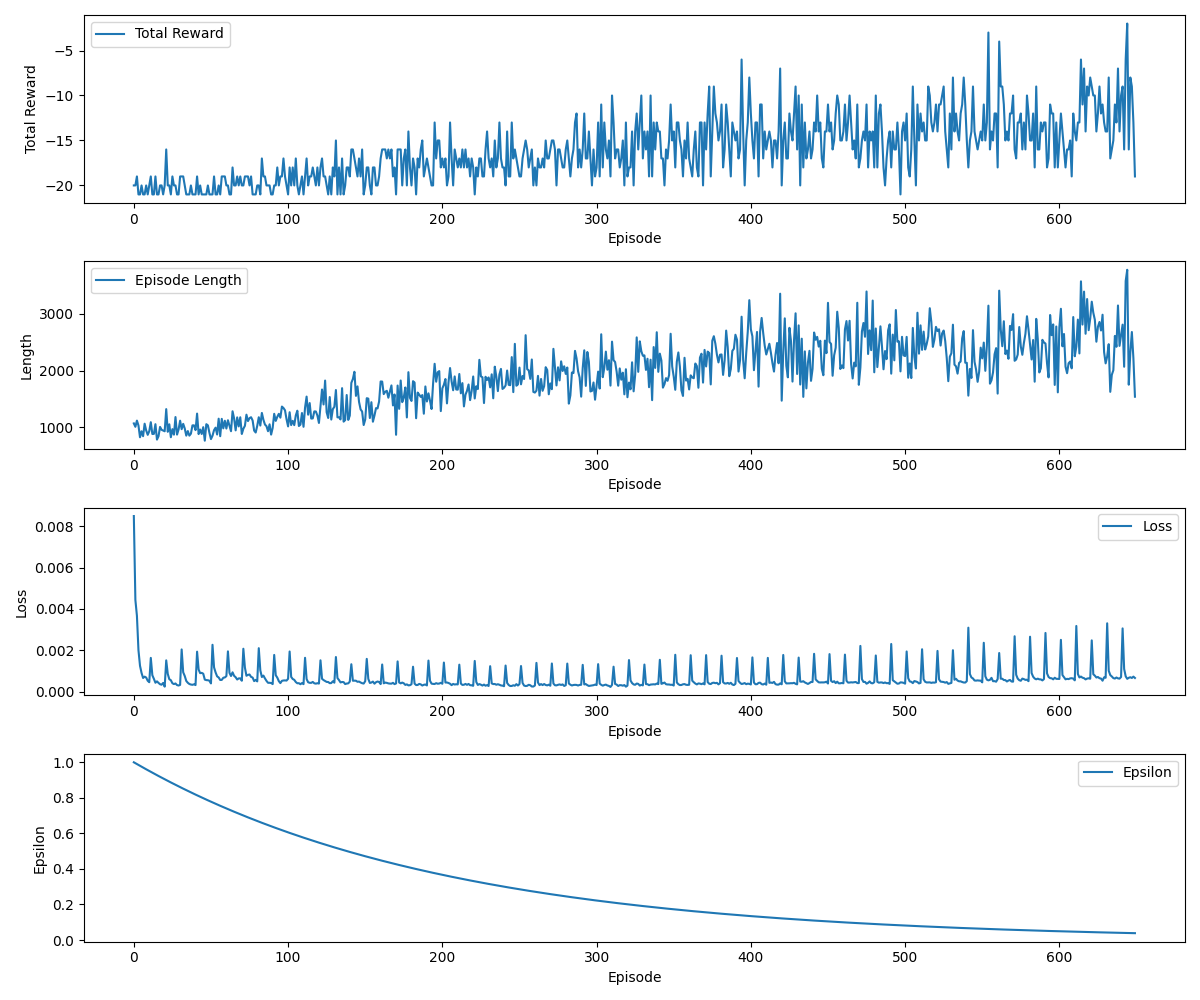 Total Reward
Total Reward
−5
−10
−15
−20
0 100 200 300 400 500 600
Episode
Episode Length
Length
3000
2000
1000
0 100 200 300 400 500 600
Episode
Loss
Loss
0.008
0.006
0.004
0.002
0.000
0 100 200 300 400 500 600
Episode
Epsilon
Epsilon
1.0
0.8
0.6
0.4
0.2
0.0
0 100 200 300 400 500 600
Episode